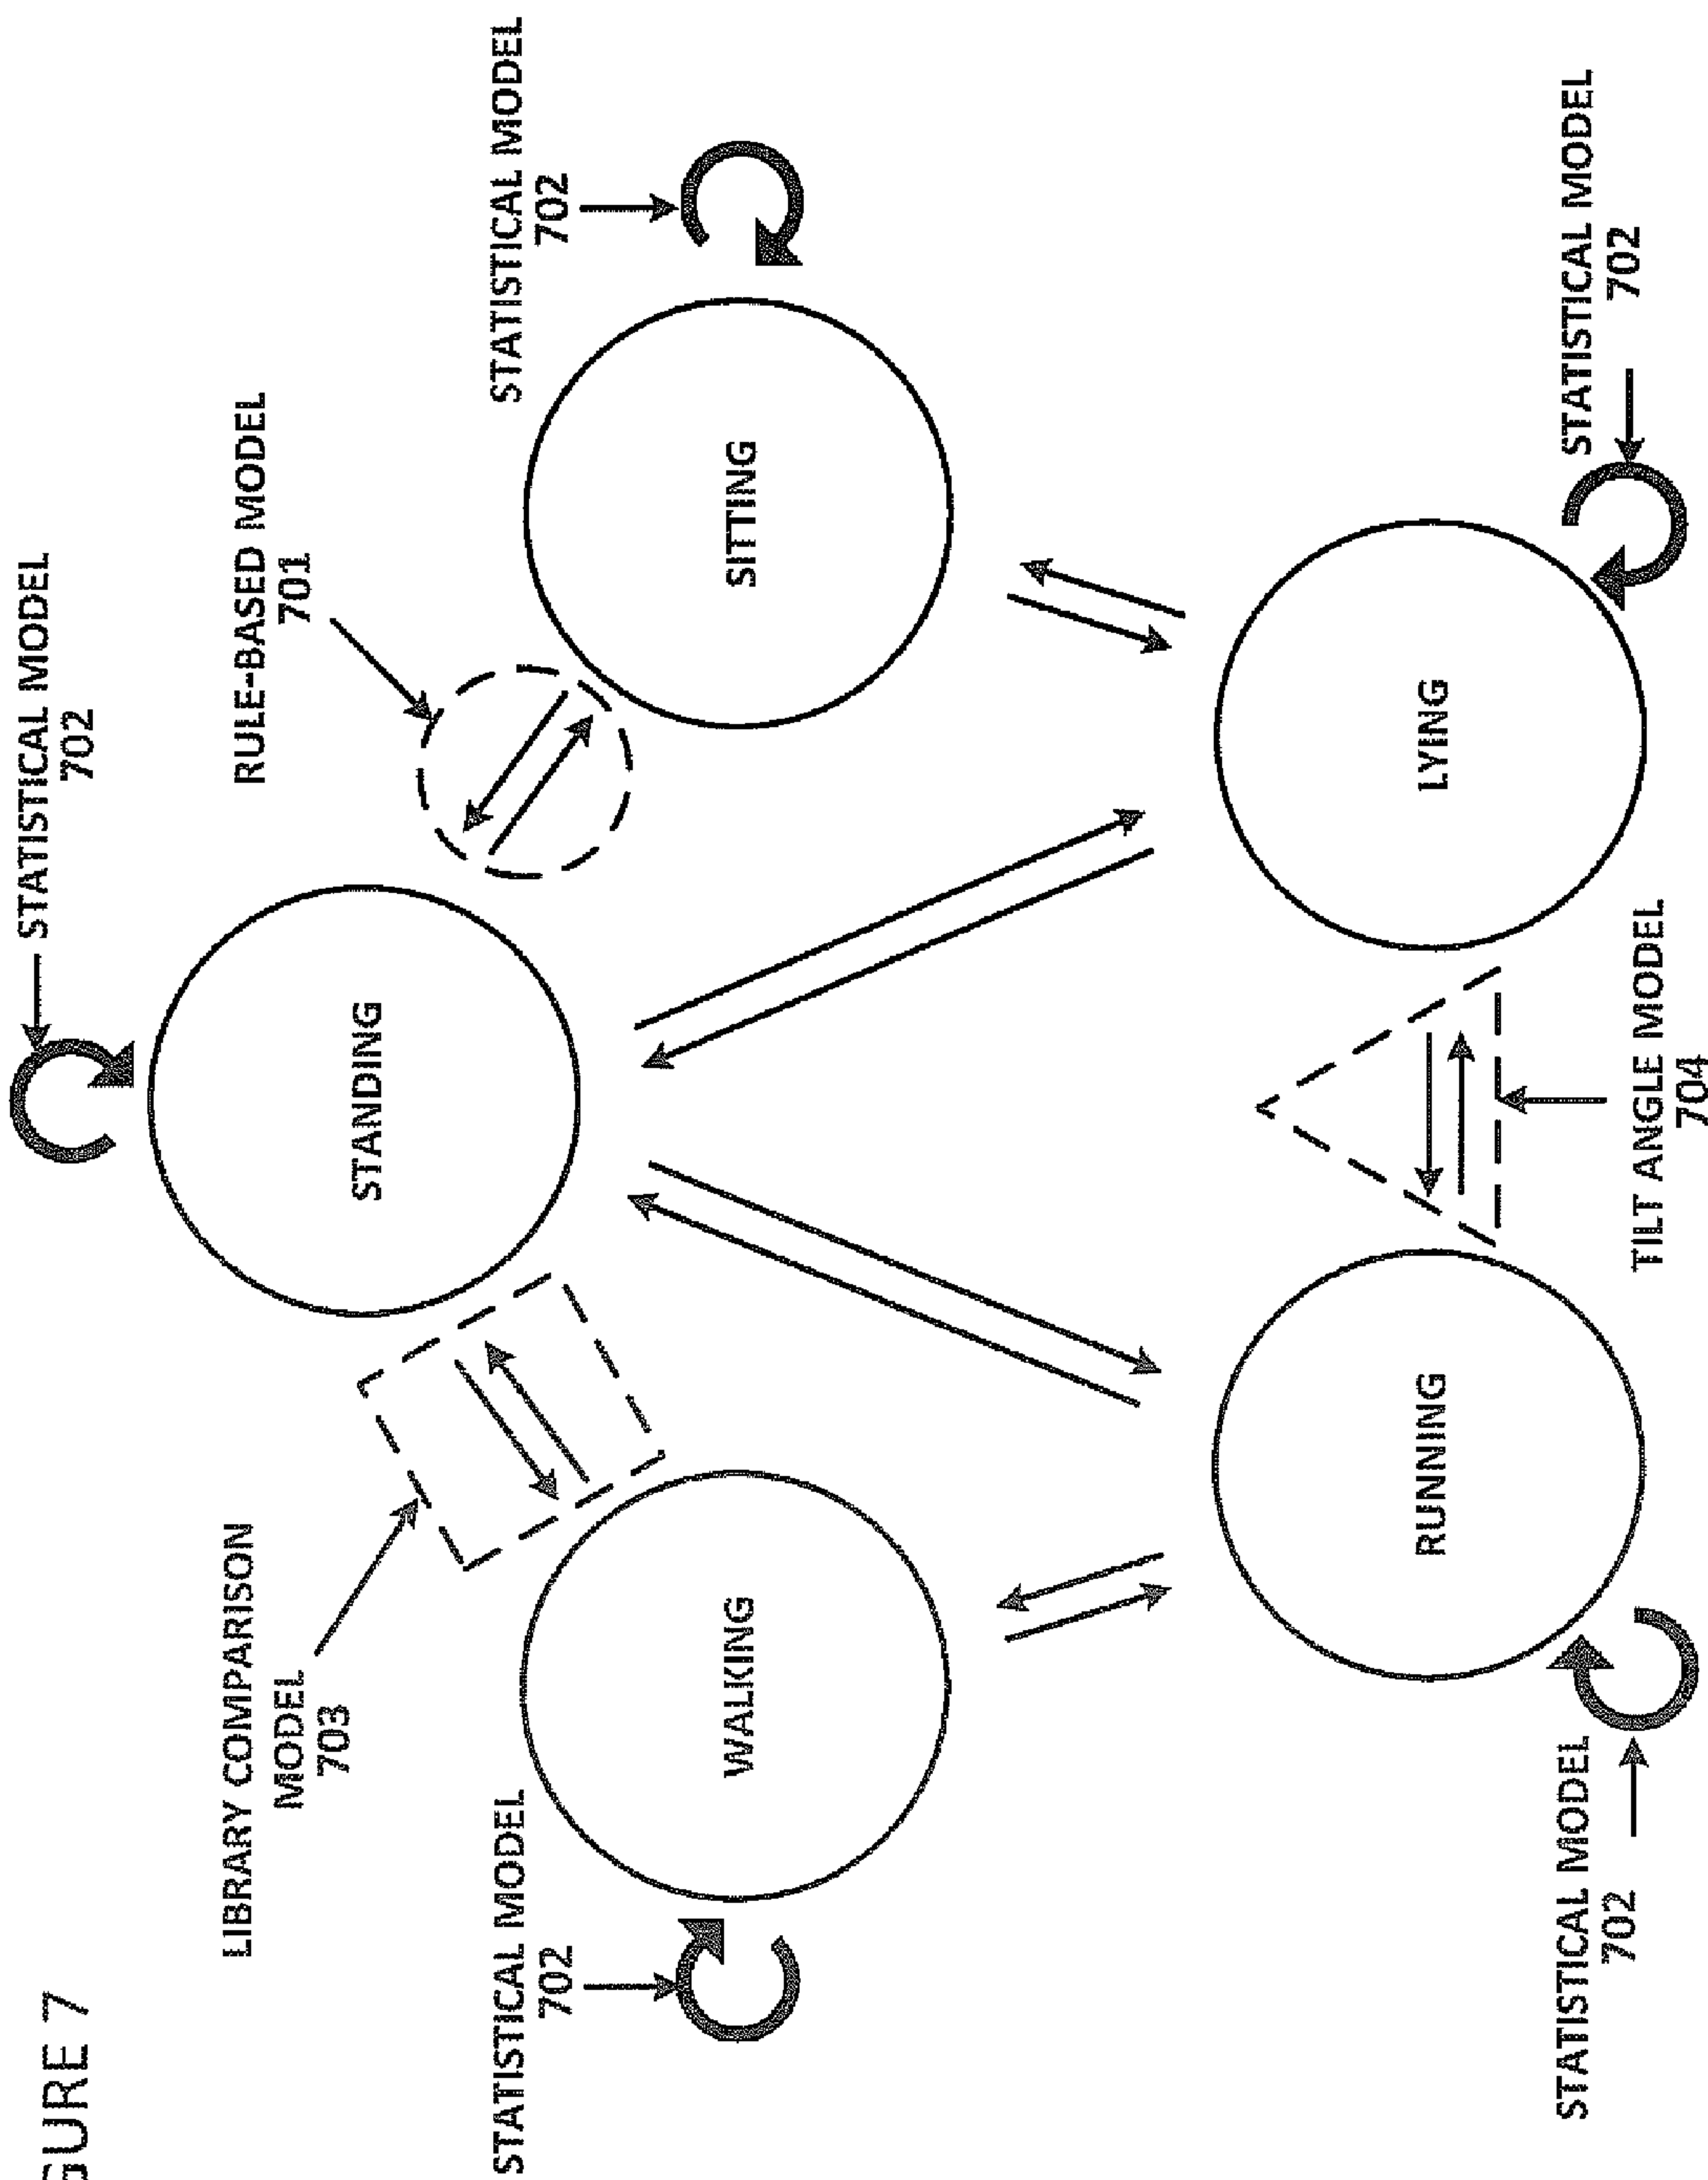 GURE 7
STATISTICAL MODEL
702
LIBRARY COMPARISON
MODEL
703
RULE-BASED MODEL
701
STANDING
STATISTICAL MODEL
702
STATISTICAL MODEL
702
WALKING
SITTING
RUNNING
LYING
STATISTICAL MODEL
702
TILT ANGLE MODEL
704
STATISTICAL MODEL
702